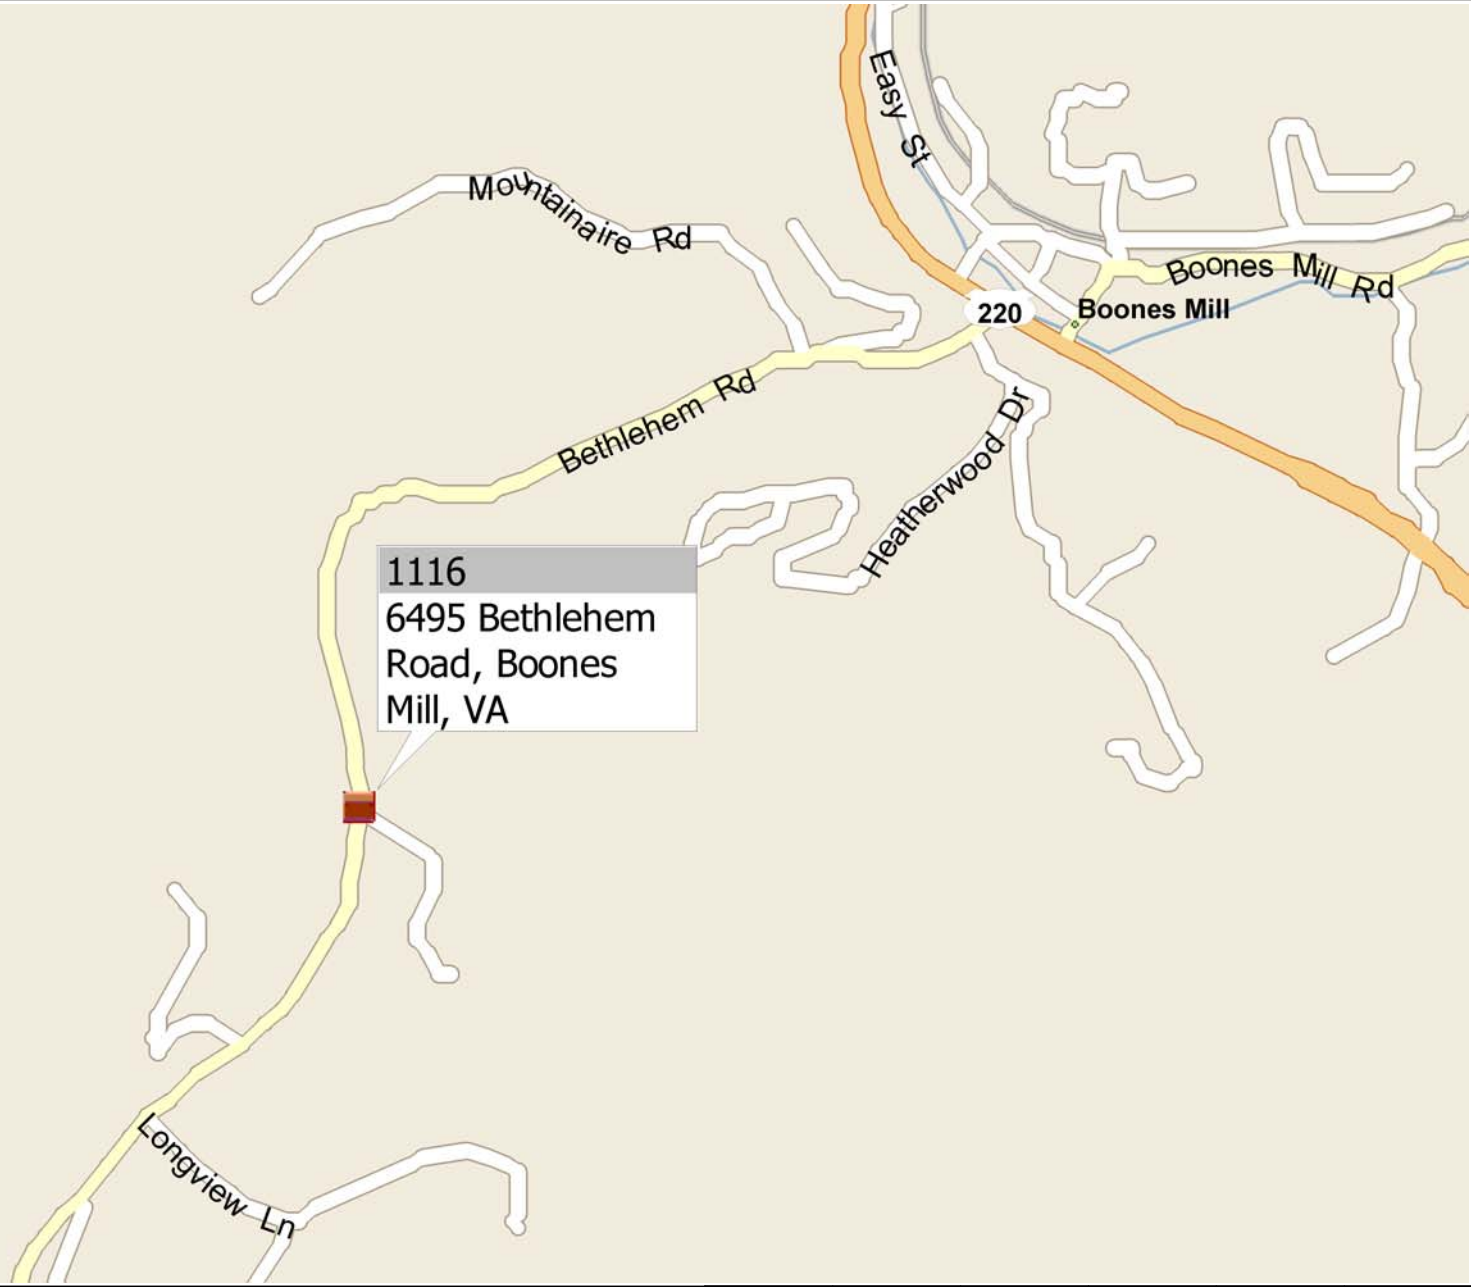 Easy St
Mountainaire Rd
Boones Mill Rd
220
Boones Mill
Bethlehem Rd
Heatherwood Dr
1116
6495 Bethlehem
Road, Boones
Mill, VA
Longview Ln